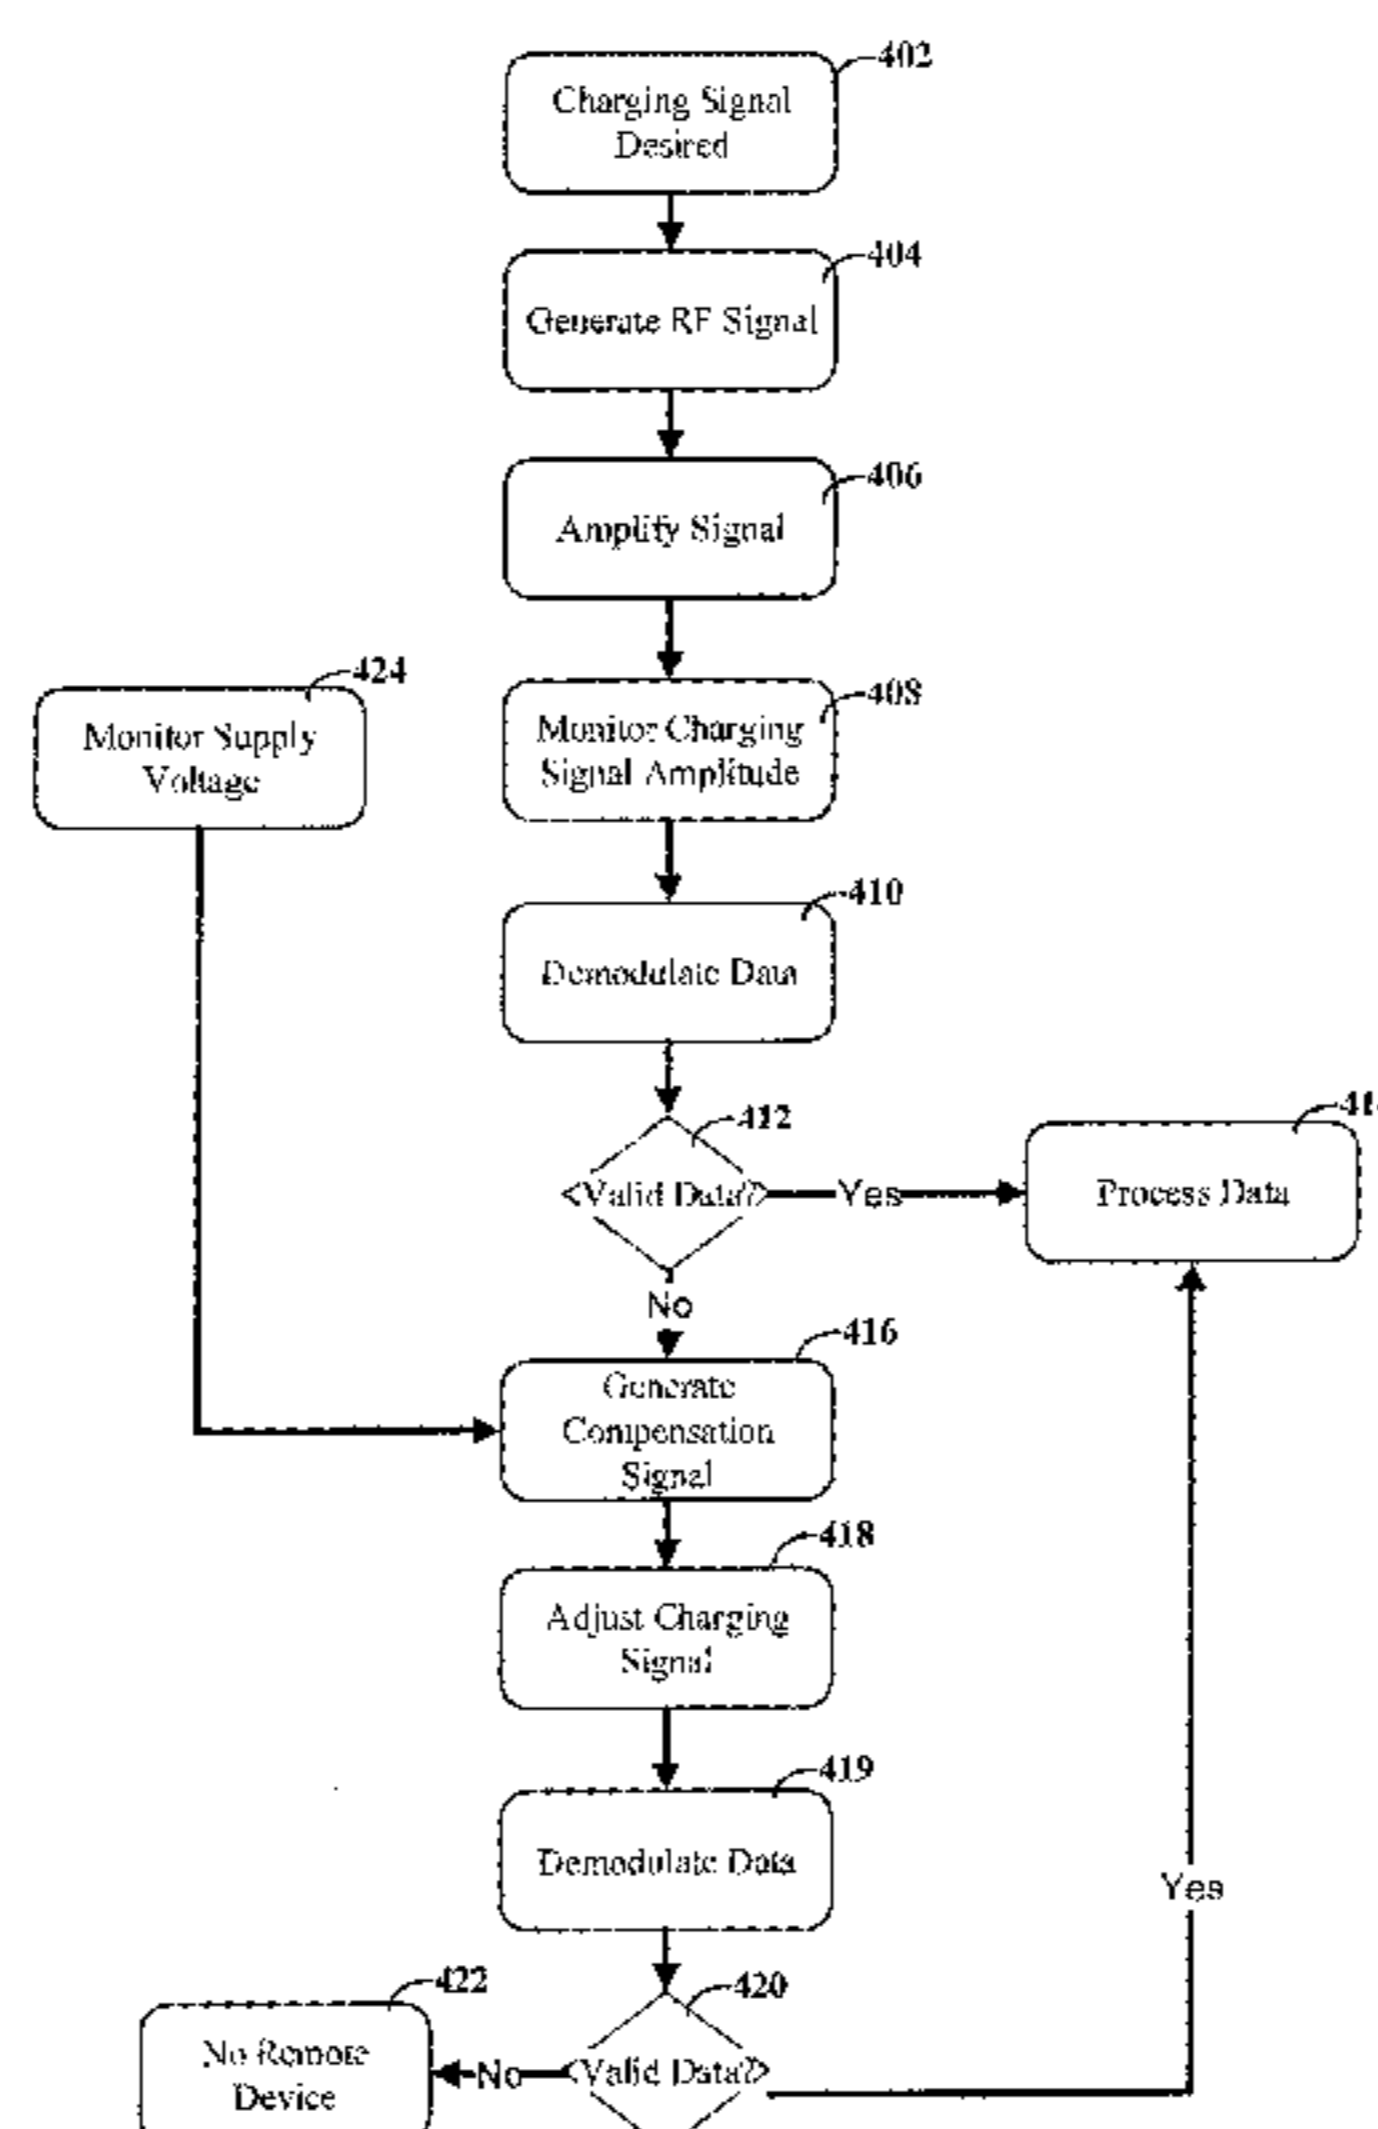 402
Charging Signal
Desired
404
Generate RF Signal
406
Amplify Signal
424
Monitor Supply
Voltage
408
Monitor Charging
Signal Amplitude
410
Demodulate Data
412
Valid Data?
Yes
Process Data
No
416
Generate
Compensation
Signal
418
Adjust Charging
Signal
419
Demodulate Data
Yes
422
No Remote
Device
No
420
Valid Data?